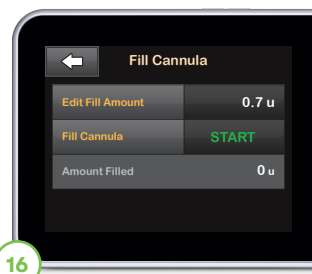 Fill Cannula
Edit Fill Amount 0.7 u
Fill Cannula START
Amount Filled 0 u
16